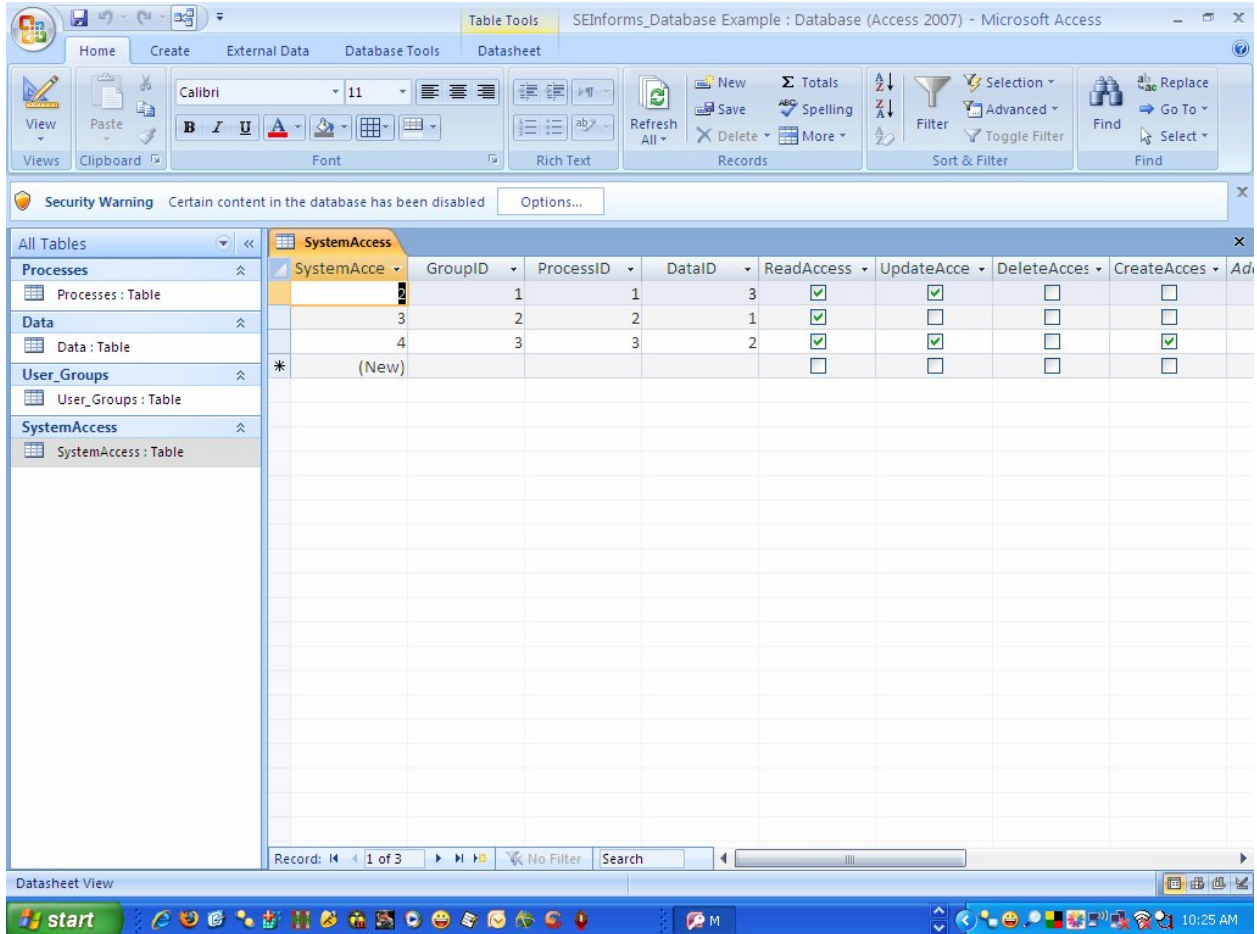 Table Tools SEInforms_Database Example : Database (Access 2007) - Microsoft Access
Home Create External Data Database Tools Datasheet
View Paste Calibri 11 Refresh All New Σ Totals Filter Selection Find Replace
Save Spelling Advanced Go To
B I U A Delete More Toggle Filter Select
Views Clipboard Font Rich Text Records Sort & Filter Find
Security Warning Certain content in the database has been disabled Options...
All Tables SystemAccess
Processes SystemAcce GroupID ProcessID DataID ReadAccess UpdateAcce DeleteAcces CreateAcces
Processes : Table 2 1 1 3
Data 3 2 2 1
Data : Table 4 3 3 2
User_Groups (New)
User_Groups : Table
SystemAccess
SystemAccess : Table
Record: 1 of 3 No Filter Search
Datasheet View
start M 10:25 AM